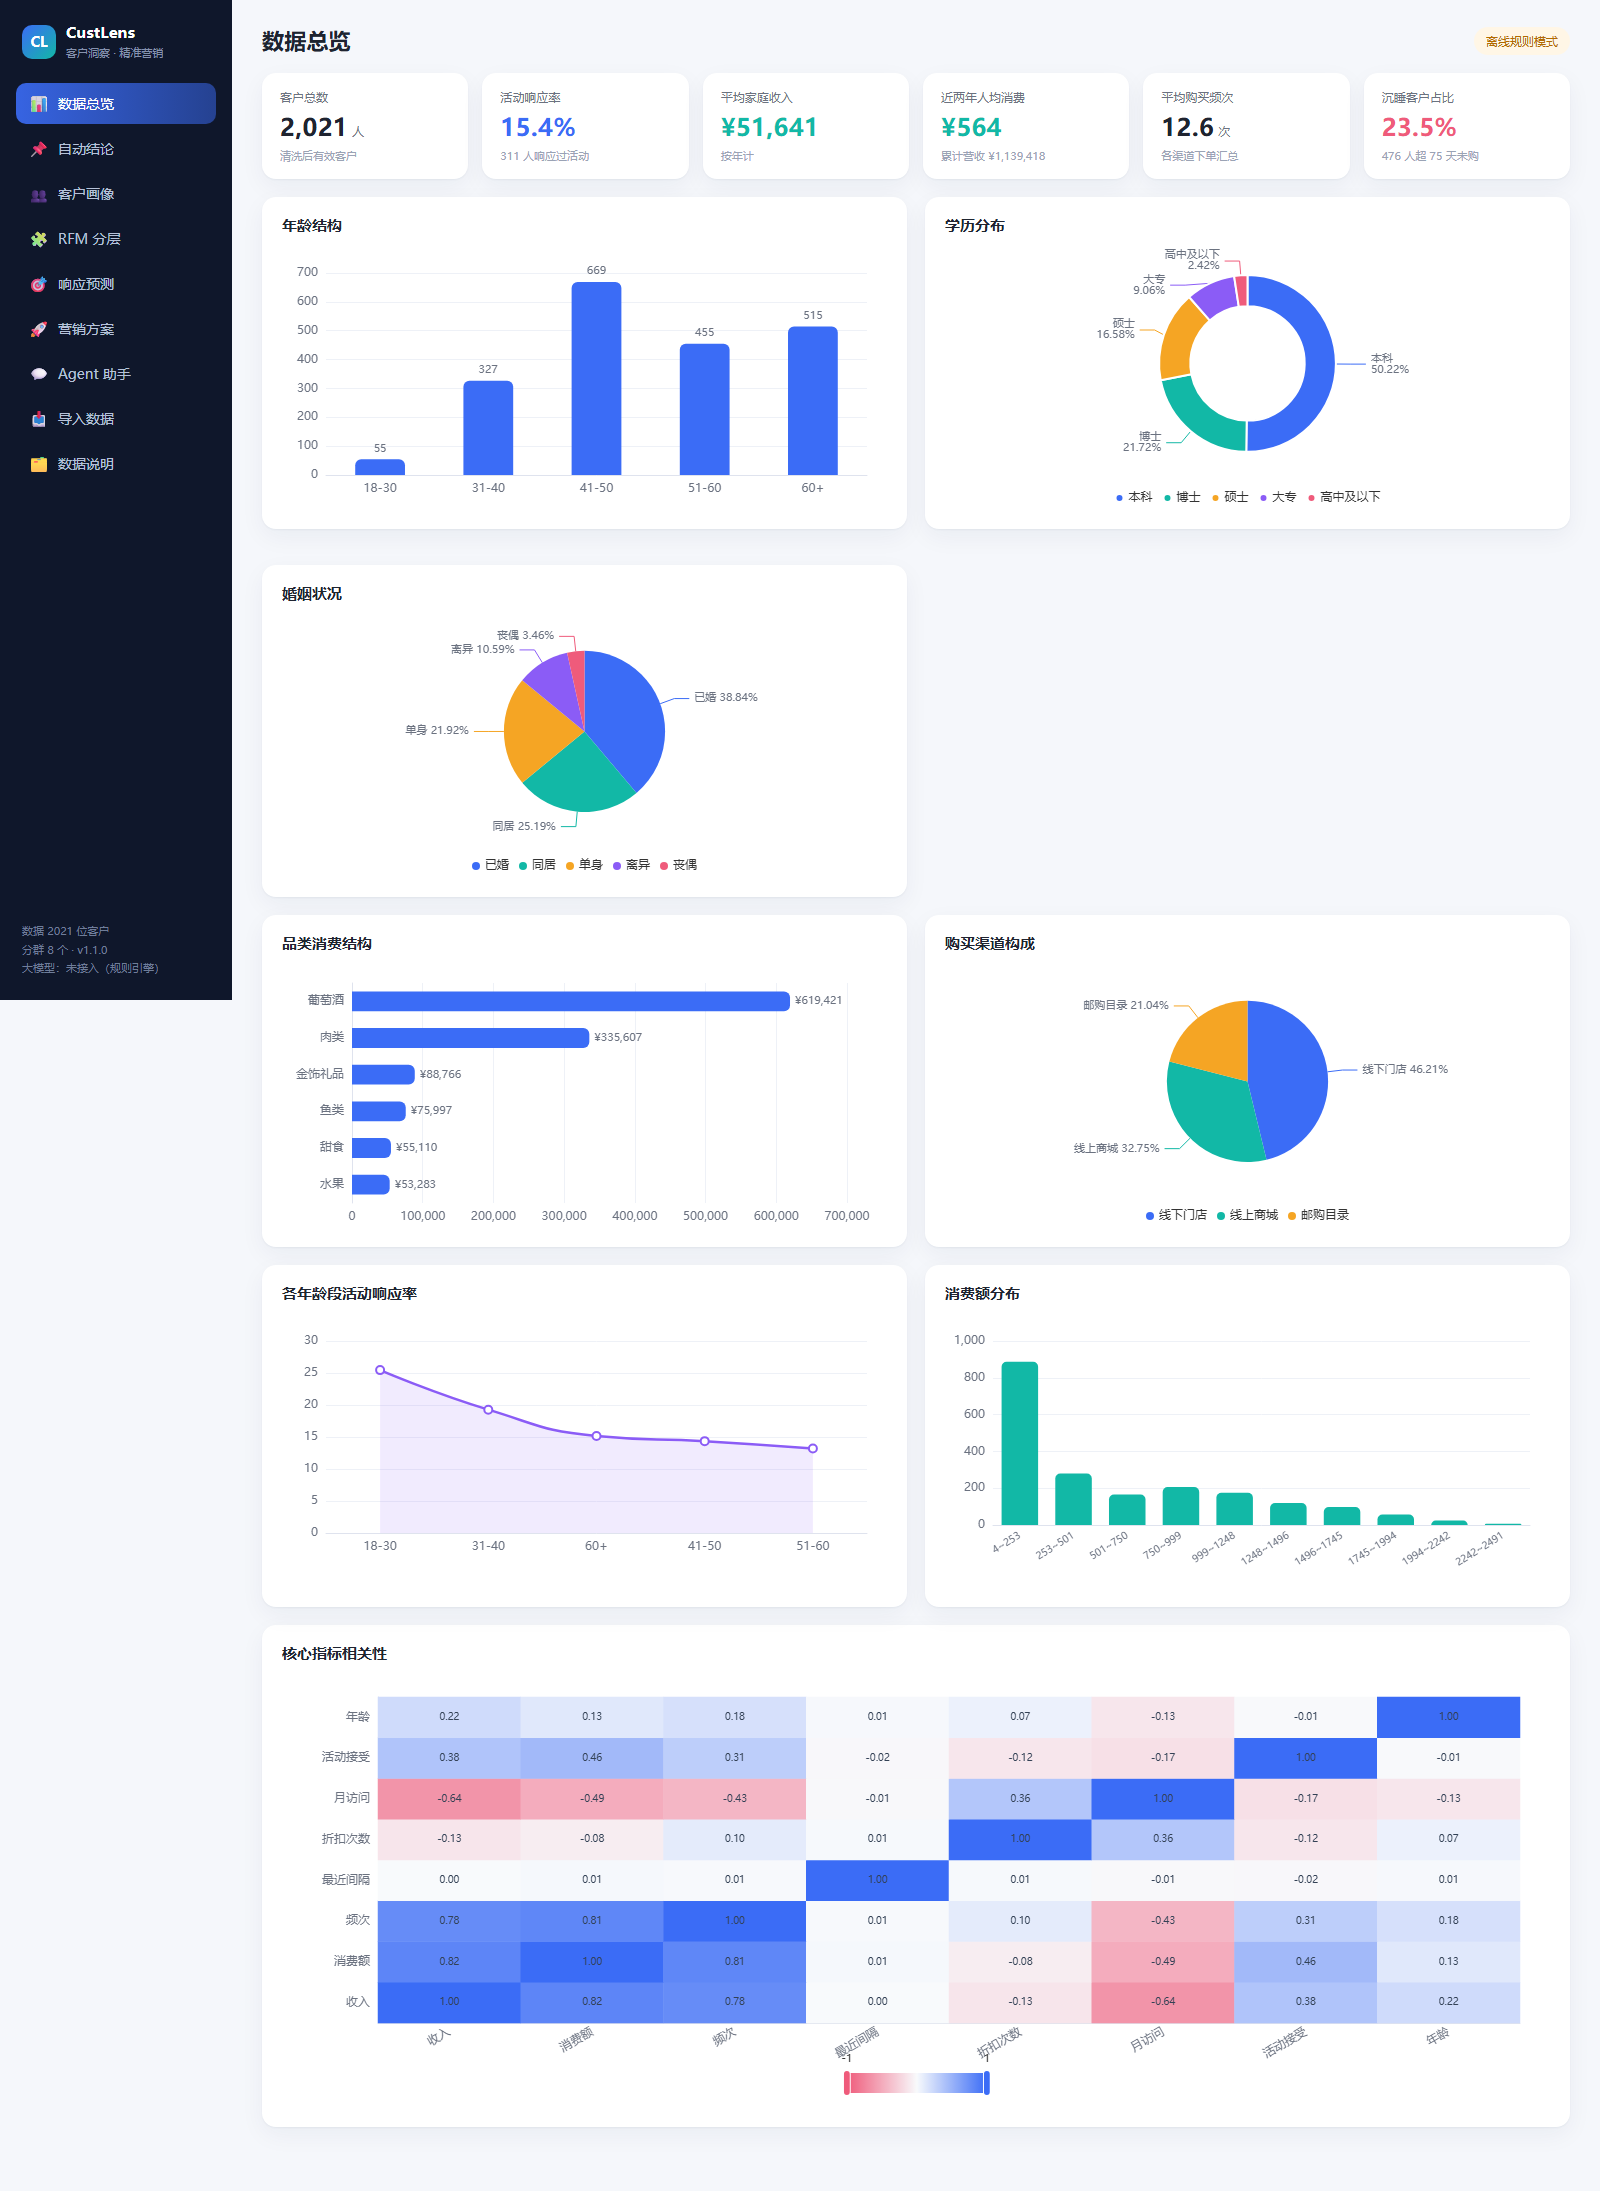 CL
CustLens
客户洞察 · 精准营销
数据总览
自动结论
客户画像
RFM 分层
响应预测
营销方案
Agent 助手
导入数据
数据说明
数据 2021 位客户
分群 8 个 · v1.1.0
大模型：未接入（规则引擎）
数据总览
离线规则模式
客户总数
2,021 人
清洗后有效客户
活动响应率
15.4%
311 人响应过活动
平均家庭收入
¥51,641
按年计
近两年人均消费
¥564
累计营收 ¥1,139,418
平均购买频次
12.6 次
各渠道下单汇总
沉睡客户占比
23.5%
476 人超 75 天未购
年龄结构
700
600
500
400
300
200
100
0
55
327
669
455
515
18-30
31-40
41-50
51-60
60+
学历分布
高中及以下
2.42%
大专
9.06%
硕士
16.58%
博士
21.72%
本科
50.22%
本科 博士 硕士 大专 高中及以下
婚姻状况
丧偶 3.46%
离异 10.59%
单身 21.92%
同居 25.19%
已婚 38.84%
已婚 同居 单身 离异 丧偶
品类消费结构
葡萄酒 ¥619,421
肉类 ¥335,607
金饰礼品 ¥88,766
鱼类 ¥75,997
甜食 ¥55,110
水果 ¥53,283
0 100,000 200,000 300,000 400,000 500,000 600,000 700,000
购买渠道构成
邮购目录 21.04%
线下门店 46.21%
线上商城 32.75%
线下门店 线上商城 邮购目录
各年龄段活动响应率
30
25
20
15
10
5
0
18-30 31-40 60+ 41-50 51-60
消费额分布
1,000
800
600
400
200
0
4~253 253~501 501~750 750~999 999~1248 1248~1496 1496~1745 1745~1994 1994~2242 2242~2491
核心指标相关性
年龄 0.22 0.13 0.18 0.01 0.07 -0.13 -0.01 1.00
活动接受 0.38 0.46 0.31 -0.02 -0.12 -0.17 1.00 -0.01
月访问 -0.64 -0.49 -0.43 -0.01 0.36 1.00 -0.17 -0.13
折扣次数 -0.13 -0.08 0.10 0.01 1.00 0.36 -0.12 0.07
最近间隔 0.00 0.01 0.01 1.00 0.01 -0.01 -0.02 0.01
频次 0.78 0.81 1.00 0.01 0.10 -0.43 0.31 0.18
消费额 0.82 1.00 0.81 0.01 -0.08 -0.49 0.46 0.13
收入 1.00 0.82 0.78 0.00 -0.13 -0.64 0.38 0.22
收入 消费额 频次 最近间隔 折扣次数 月访问 活动接受 年龄
-1 1